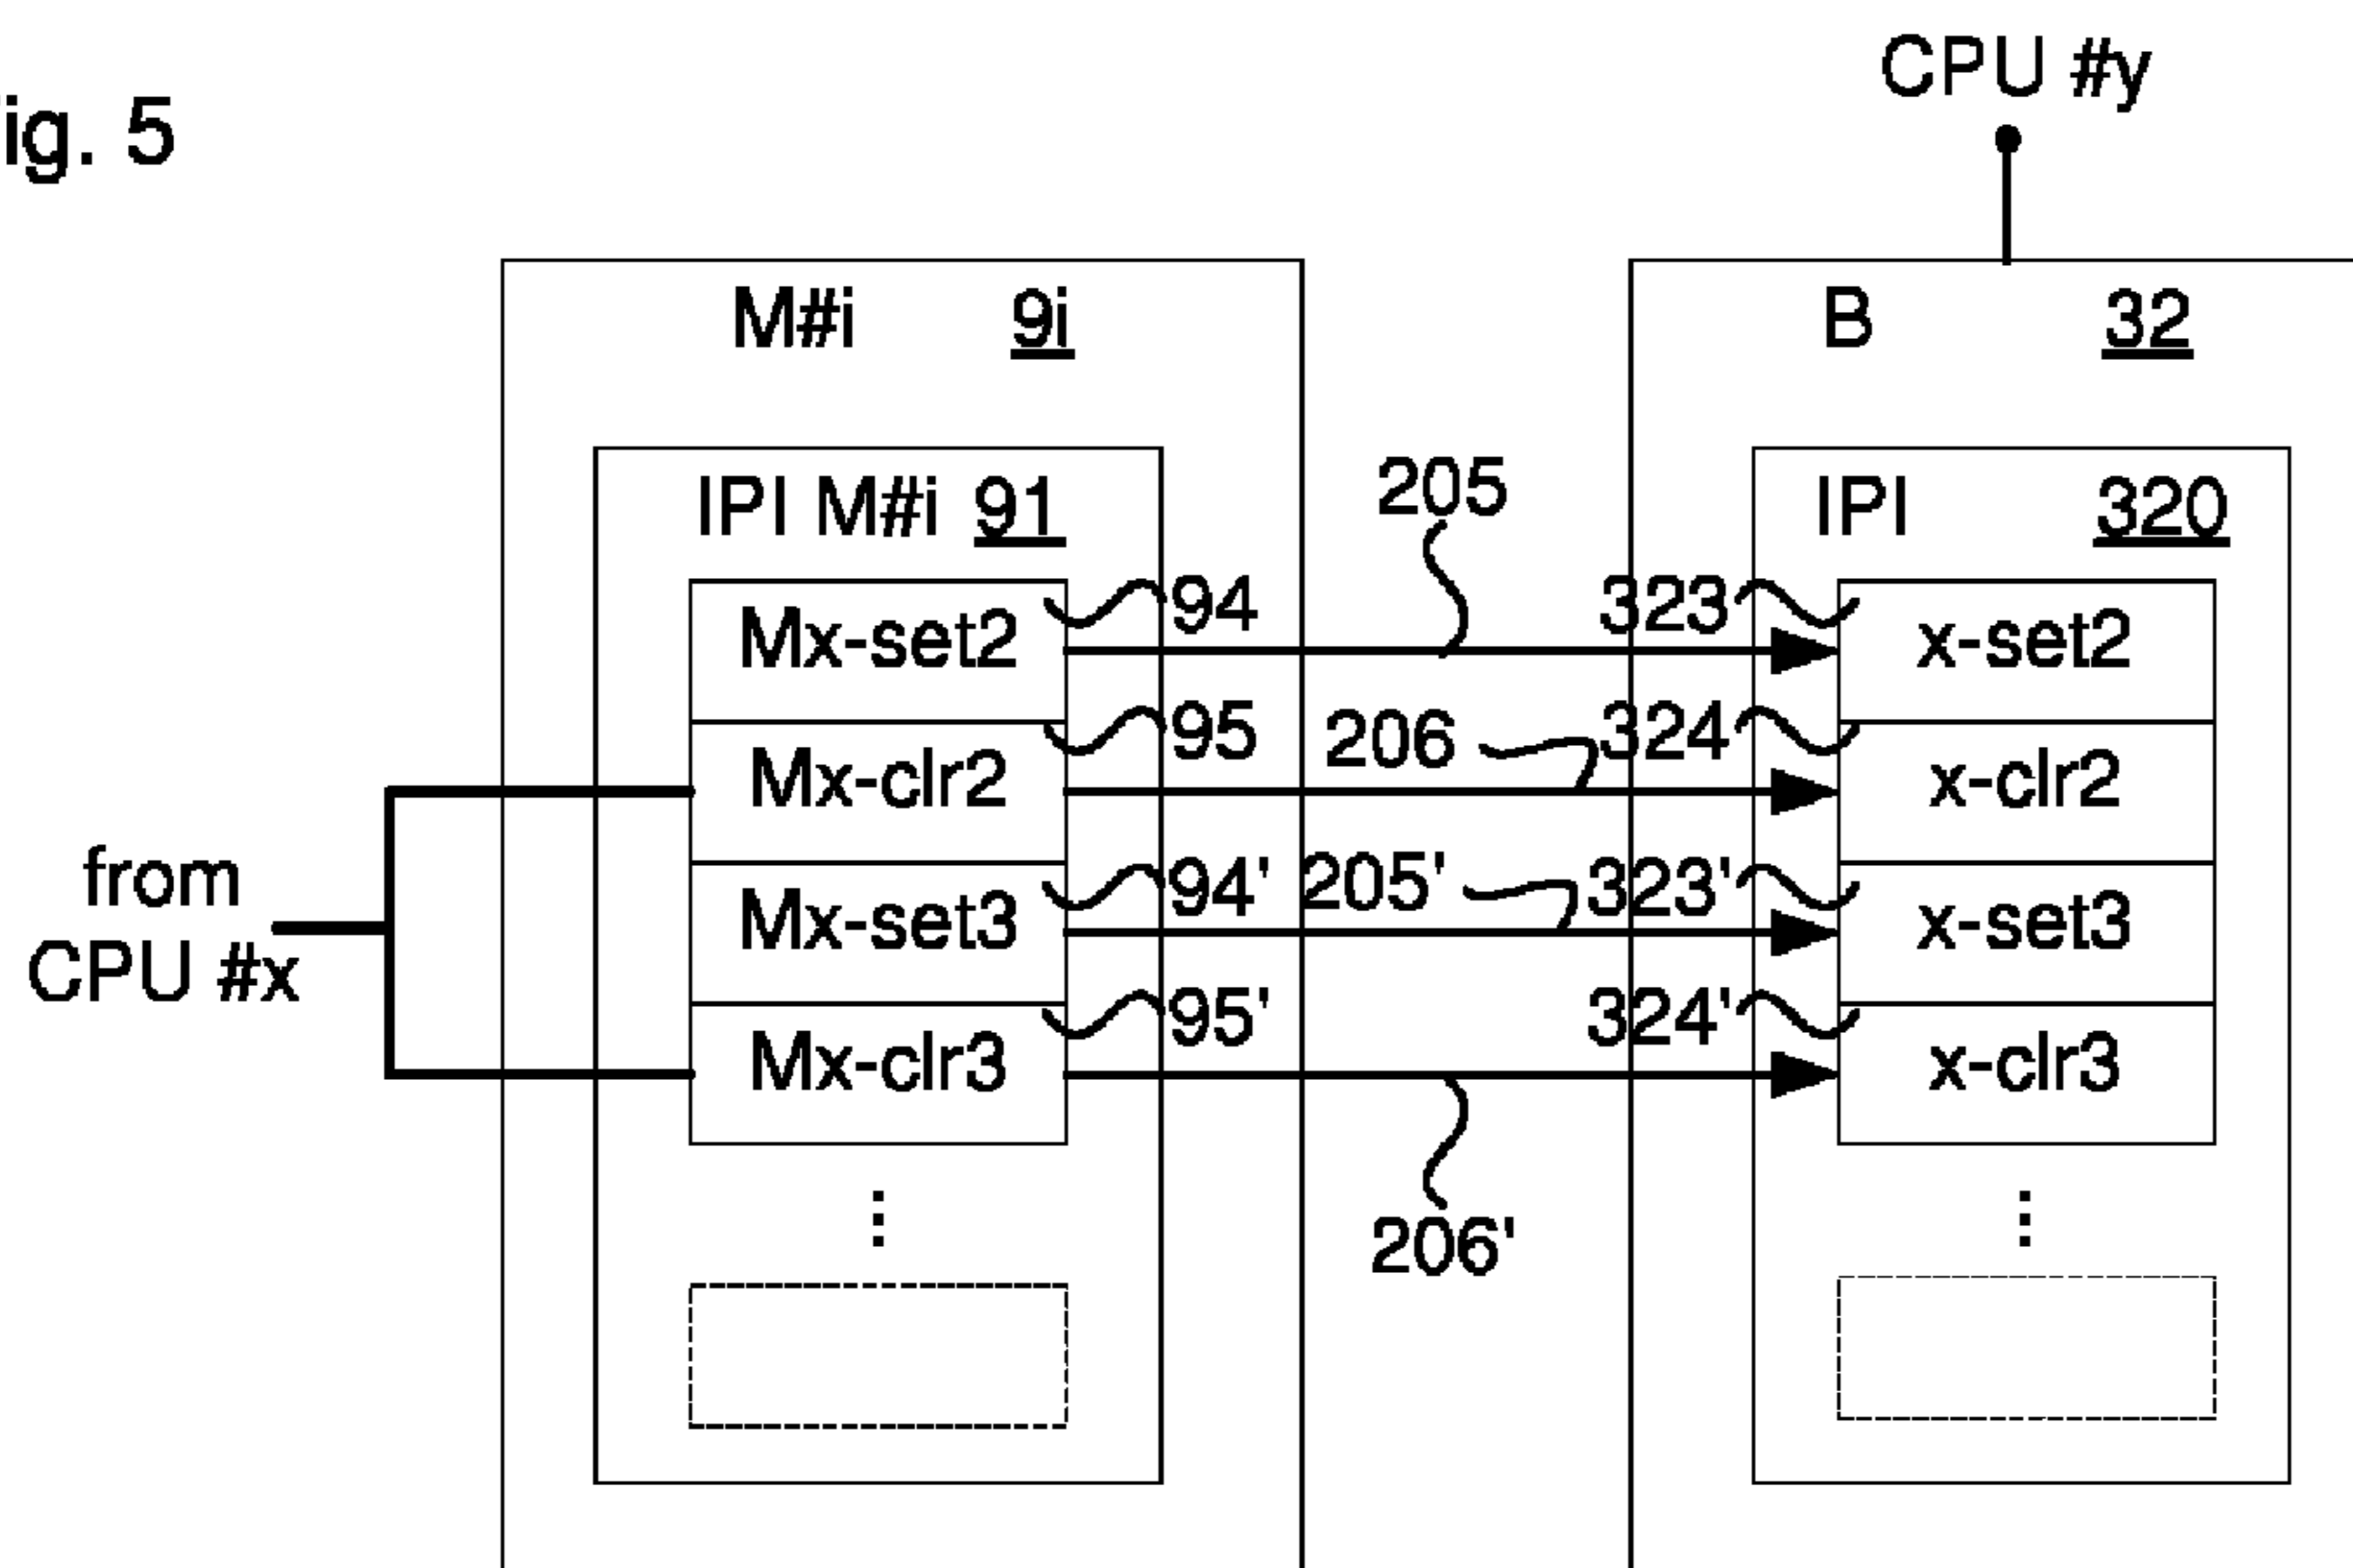 CPU #y
ig. 5
M#i 9i
B 32
IPI M#i 91
205
IPI 320
Mx-set2 94
323 x-set2
Mx-clr2 95
206
324 x-clr2
from
CPU #x
Mx-set3 94'
205'
323' x-set3
Mx-clr3 95'
324' x-clr3
206'